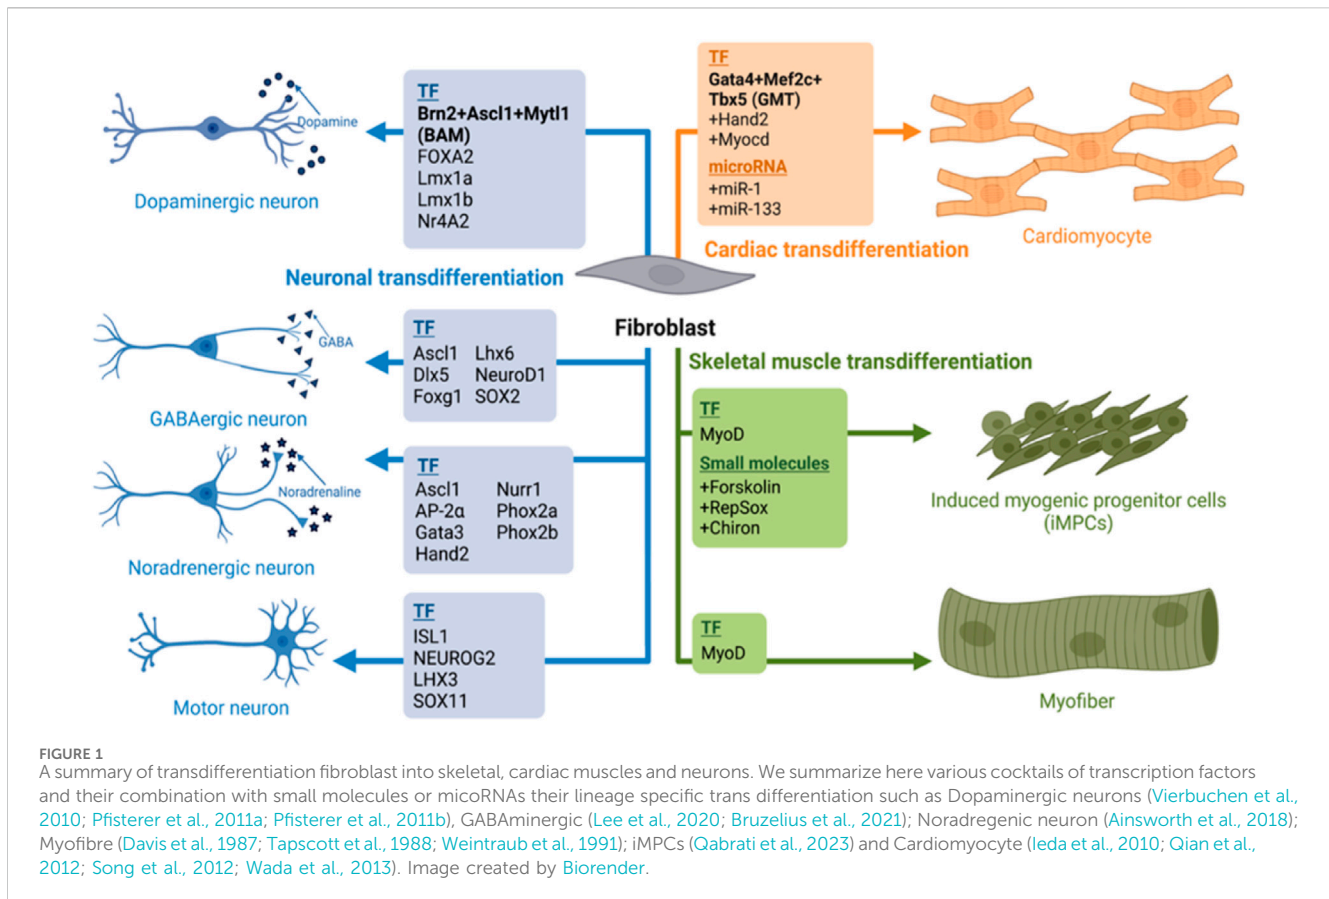 TF
Brn2+Ascl1+Mytl1
(BAM)
FOXA2
Lmx1a
Lmx1b
Nr4A2
Dopamine
Dopaminergic neuron
TF
Gata4+Mef2c+
Tbx5 (GMT)
+Hand2
+Myocd
microRNA
+miR-1
+miR-133
Cardiomyocyte
Cardiac transdifferentiation
Neuronal transdifferentiation
Fibroblast
TF
Ascl1 Lhx6
Dlx5 NeuroD1
Foxg1 SOX2
GABA
GABAergic neuron
Skeletal muscle transdifferentiation
TF
MyoD
Small molecules
+Forskolin
+RepSox
+Chiron
Induced myogenic progenitor cells
(iMPCs)
TF
Ascl1 Nurr1
AP-2α Phox2a
Gata3 Phox2b
Hand2
Noradrenaline
Noradrenergic neuron
TF
ISL1
NEUROG2
LHX3
SOX11
Motor neuron
TF
MyoD
Myofiber
FIGURE 1
A summary of transdifferentiation fibroblast into skeletal, cardiac muscles and neurons. We summarize here various cocktails of transcription factors
and their combination with small molecules or micoRNAs their lineage specific trans differentiation such as Dopaminergic neurons (Vierbuchen et al.,
2010; Pfisterer et al., 2011a; Pfisterer et al., 2011b), GABAminergic (Lee et al., 2020; Bruzelius et al., 2021); Noradregenic neuron (Ainsworth et al., 2018);
Myofibre (Davis et al., 1987; Tapscott et al., 1988; Weintraub et al., 1991); iMPCs (Qabrati et al., 2023) and Cardiomyocyte (Ieda et al., 2010; Qian et al.,
2012; Song et al., 2012; Wada et al., 2013). Image created by Biorender.